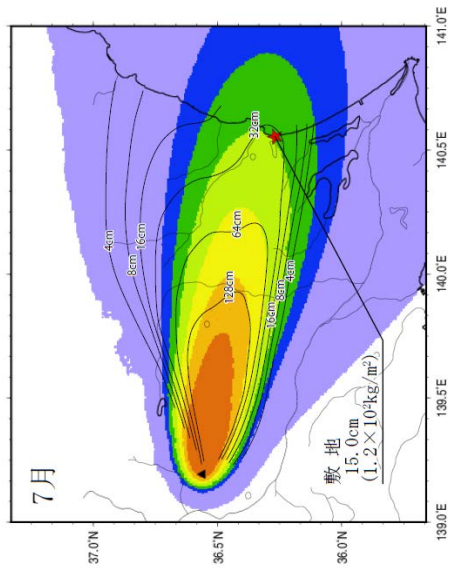 7月
4cm
8cm
16cm
32cm
64cm
128cm
16cm
8cm
4cm
敷 地
15.0cm
(1.2×10²kg/m²)
37.0°N
36.5°N
36.0°N
139.0°E
139.5°E
140.0°E
140.5°E
141.0°E